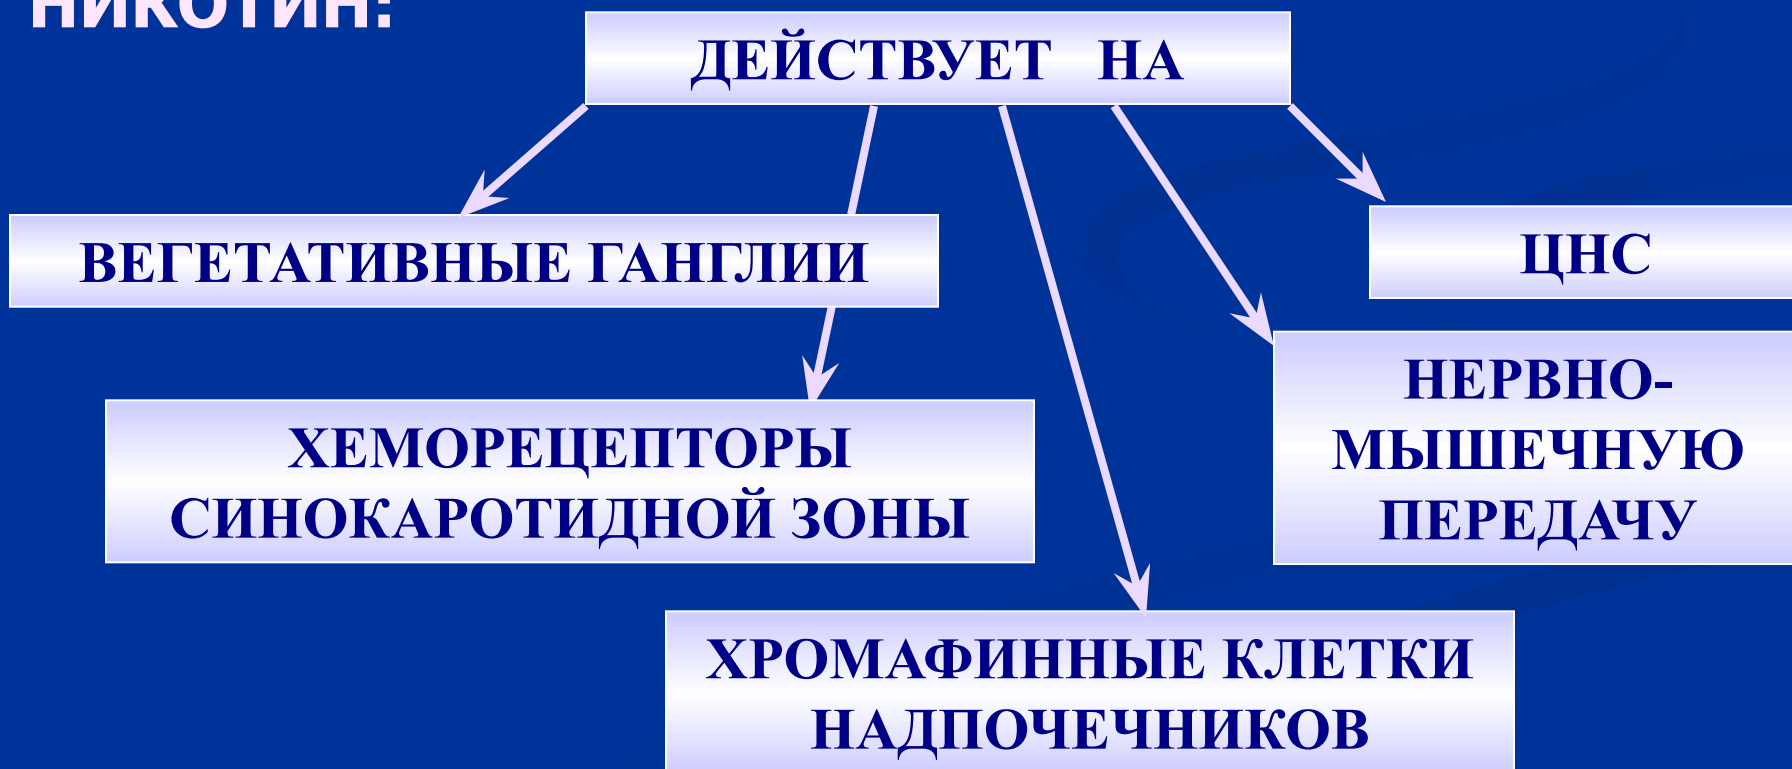 НИКОТИН:
ДЕЙСТВУЕТ НА
ВЕГЕТАТИВНЫЕ ГАНГЛИИ
ЦНС
ХЕМОРЕЦЕПТОРЫ
СИНОКАРОТИДНОЙ ЗОНЫ
НЕРВНО-
МЫШЕЧНУЮ
ПЕРЕДАЧУ
ХРОМАФИННЫЕ КЛЕТКИ
НАДПОЧЕЧНИКОВ